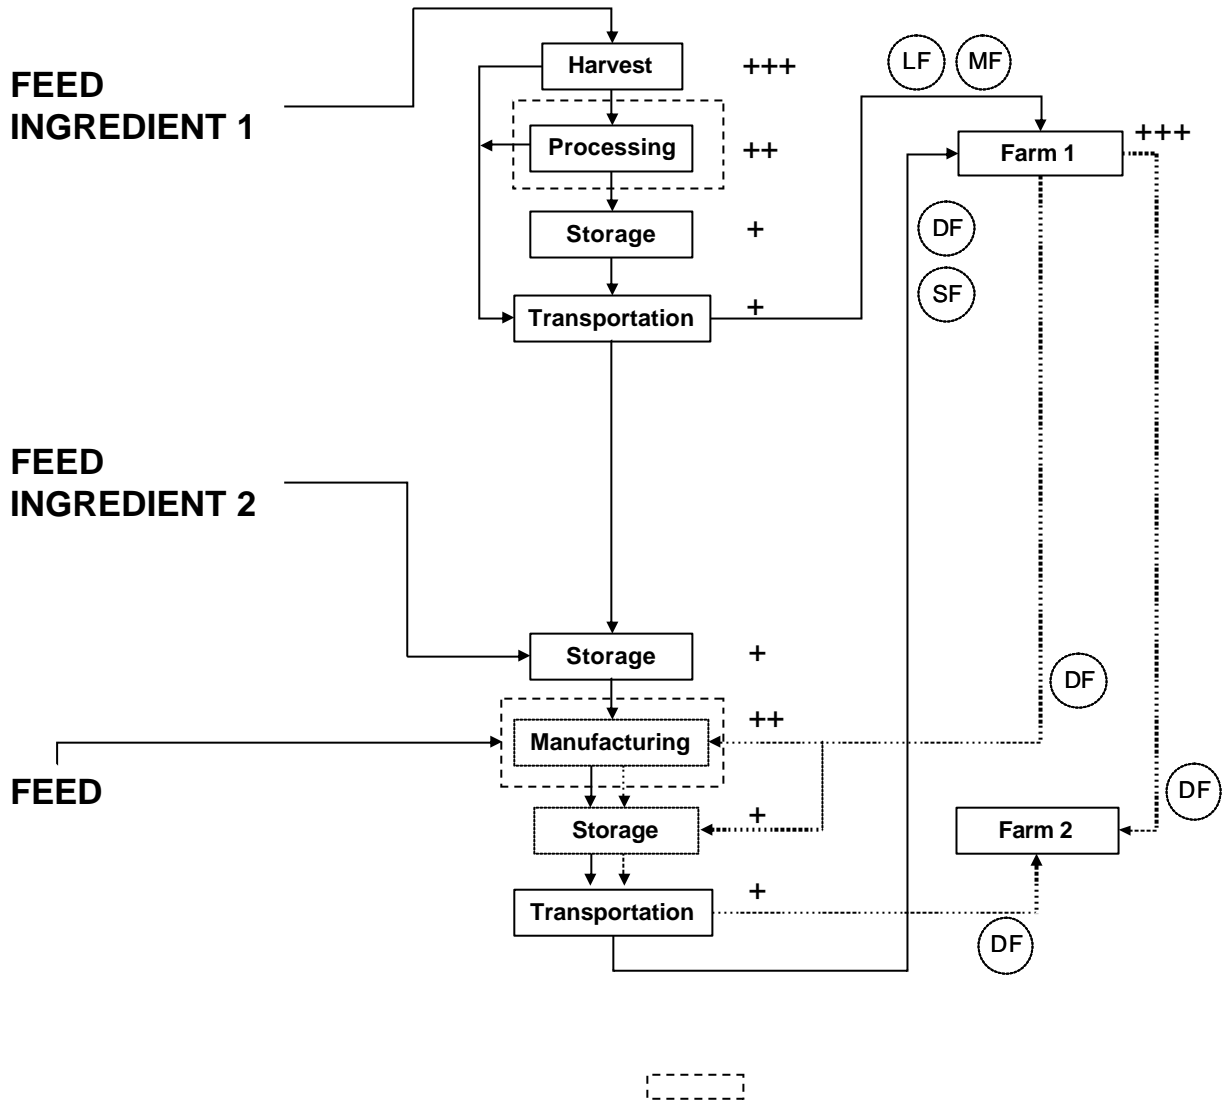 Harvest
+++
LF
MF
FEED
INGREDIENT 1
Processing
++
Farm 1
+++
Storage
+
DF
SF
Transportation
+
FEED
INGREDIENT 2
Storage
+
DF
Manufacturing
++
FEED
DF
Storage
+
Farm 2
Transportation
+
DF